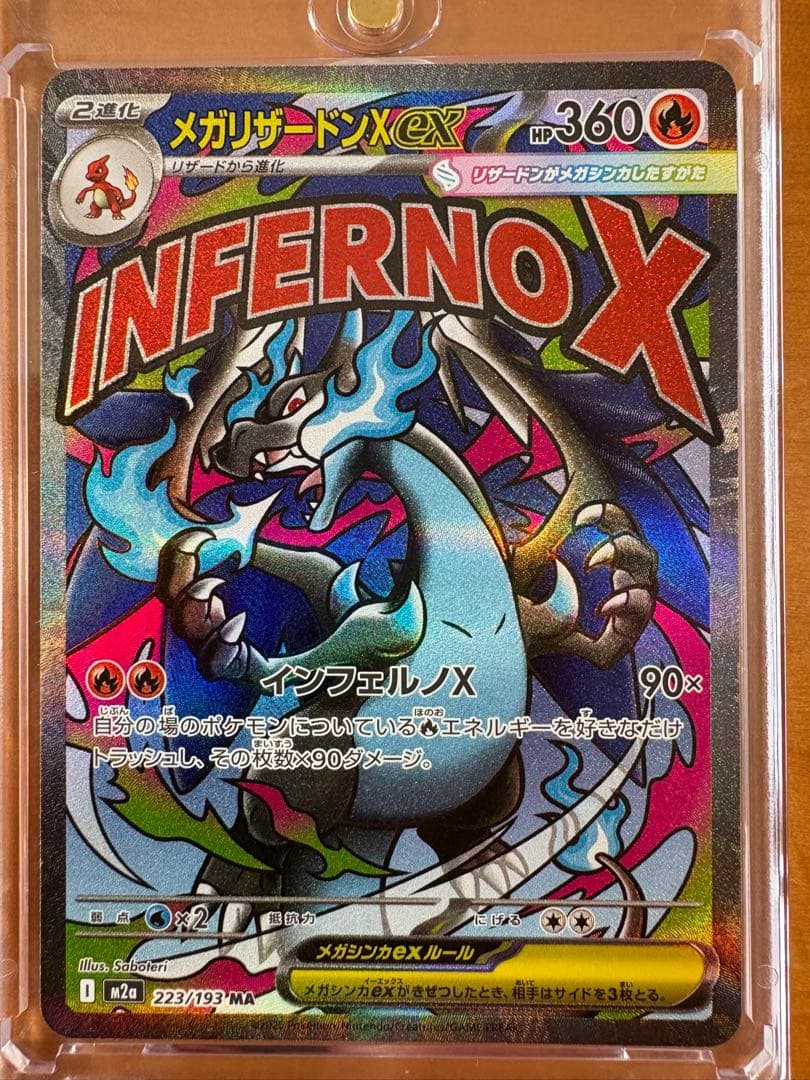 2進化
メガリザードンXex
HP360
リザードから進化
リザードンがメガシンカしたすがた
INFERNO X
インフェルノX 90×
自分の場のポケモンについているエネルギーを好きなだけ
トラッシュし、その枚数×90ダメージ。
弱点 ×2 抵抗力 にげる
メガシンカexルール
メガシンカexがきぜつしたとき、相手はサイドを3枚とる。
Illus. Saboteri
I m2a 223/193 MA
©2025 Pokémon/Nintendo/Creatures/GAME FREAK